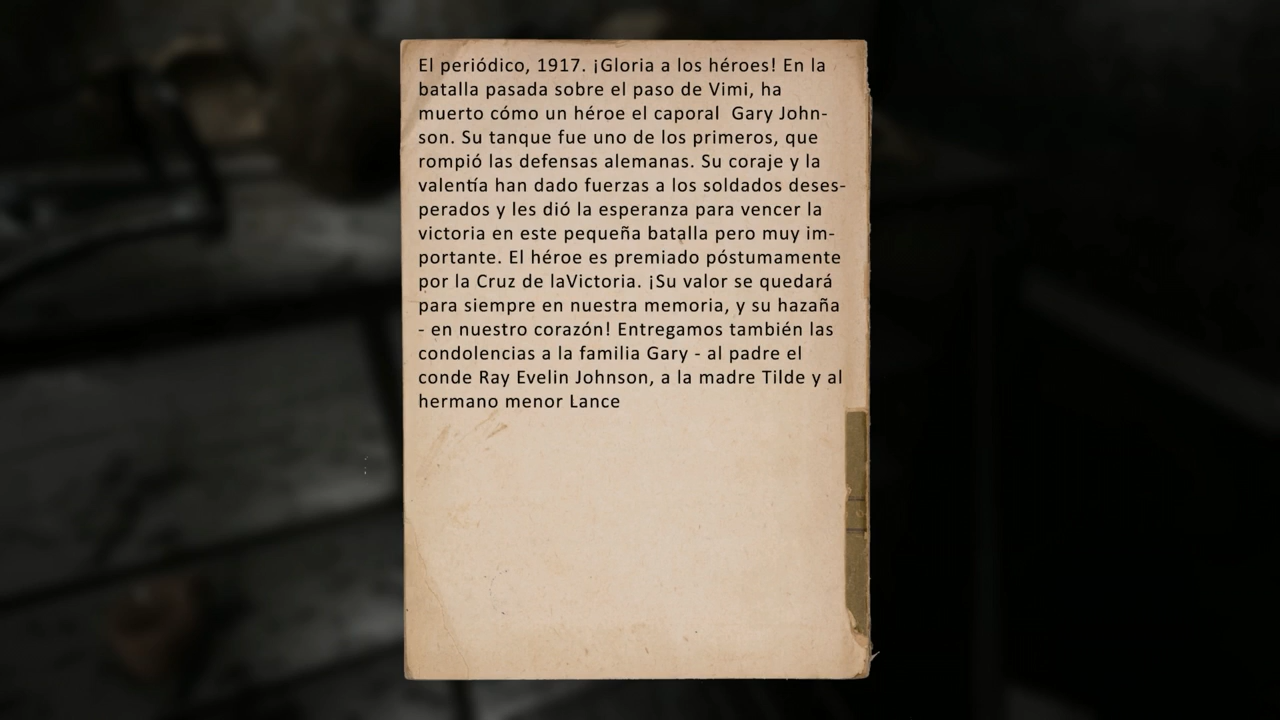 El periódico, 1917. ¡Gloria a los héroes! En la
batalla pasada sobre el paso de Vimi, ha
muerto cómo un héroe el caporal  Gary John-
son. Su tanque fue uno de los primeros, que
rompió las defensas alemanas. Su coraje y la
valentía han dado fuerzas a los soldados deses-
perados y les dió la esperanza para vencer la
victoria en este pequeña batalla pero muy im-
portante. El héroe es premiado póstumamente
por la Cruz de laVictoria. ¡Su valor se quedará
para siempre en nuestra memoria, y su hazaña
- en nuestro corazón! Entregamos también las
condolencias a la familia Gary - al padre el
conde Ray Evelin Johnson, a la madre Tilde y al
hermano menor Lance